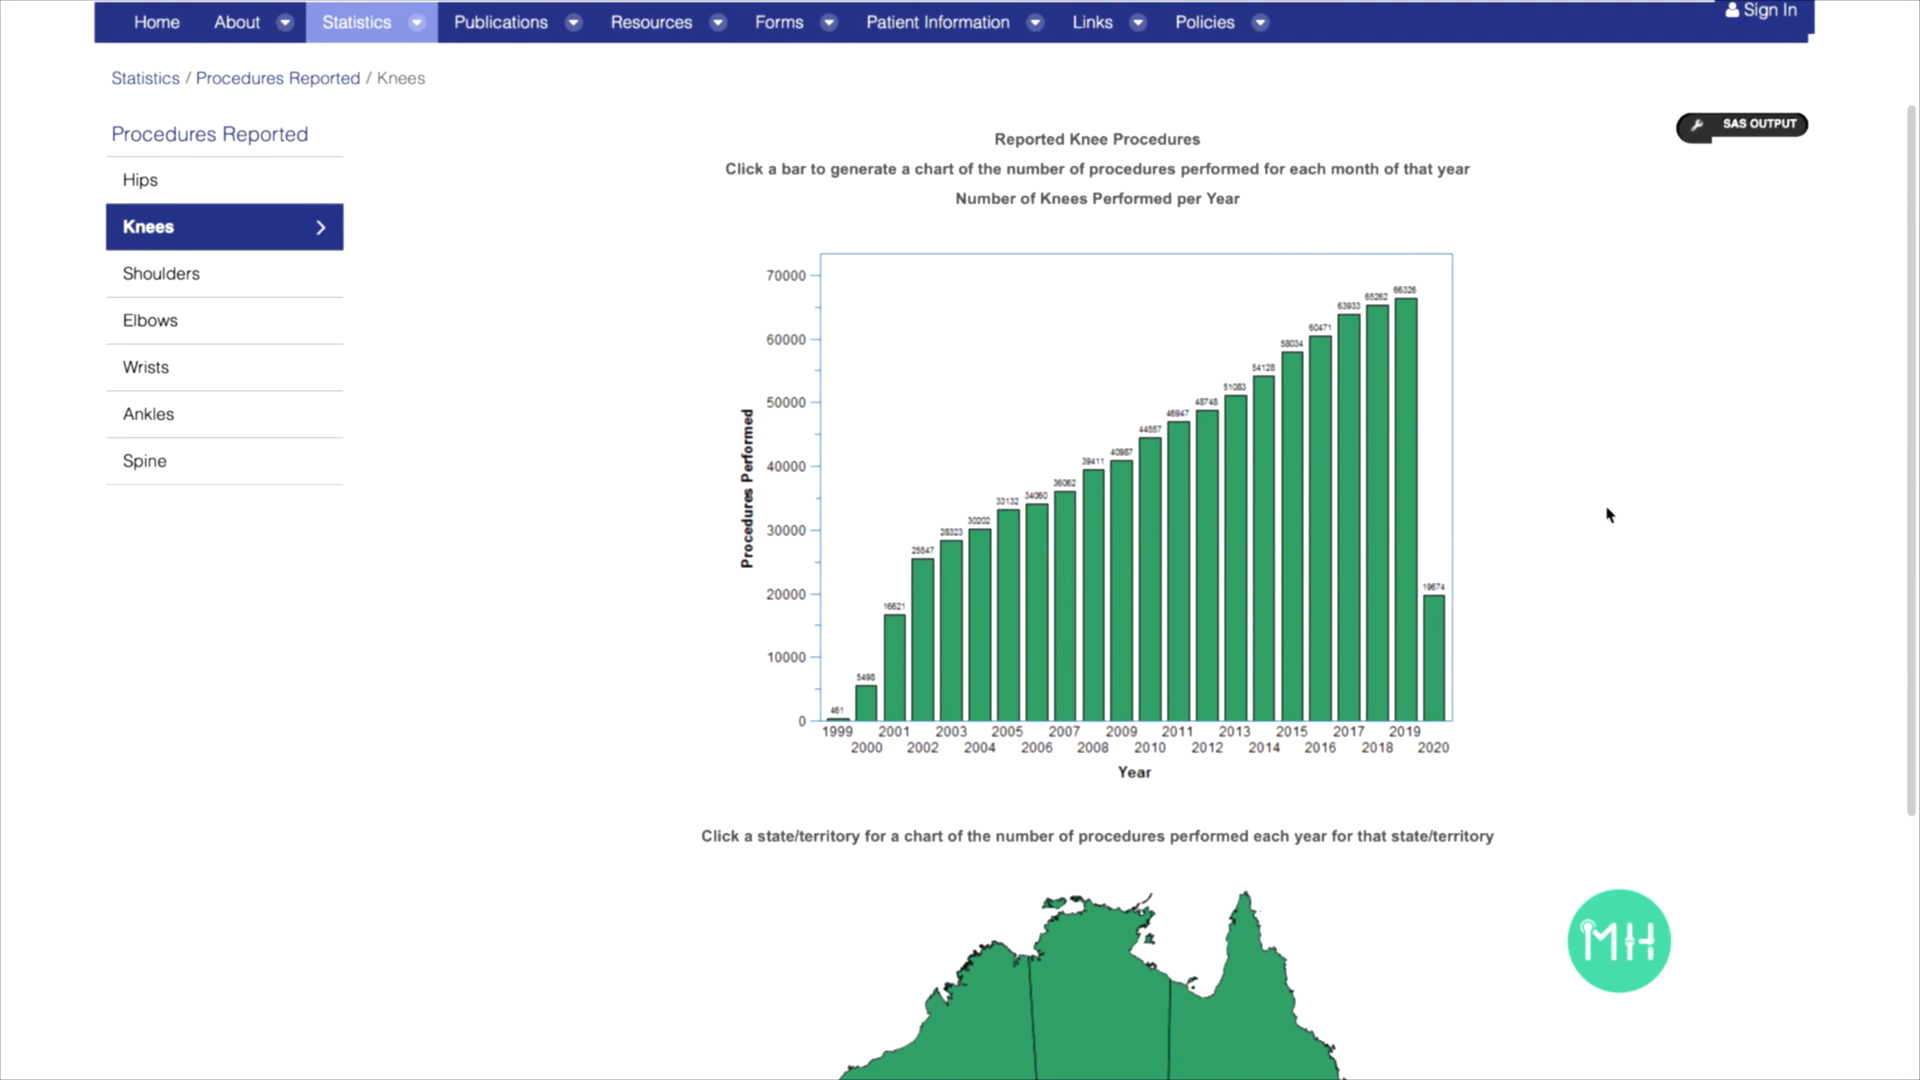 Home About Statistics Publications Resources Forms Patient Information Links Policies Sign In
Statistics / Procedures Reported / Knees
Procedures Reported
Hips
Knees
Shoulders
Elbows
Wrists
Ankles
Spine
SAS OUTPUT
Reported Knee Procedures
Click a bar to generate a chart of the number of procedures performed for each month of that year
Number of Knees Performed per Year
Procedures Performed
70000
60000
50000
40000
30000
20000
10000
0
461
5498
16621
25547
28323
30202
33132
34060
36062
39411
40987
44557
46947
48748
51083
54128
58034
60471
63933
65262
66326
19674
1999 2001 2003 2005 2007 2009 2011 2013 2015 2017 2019
2000 2002 2004 2006 2008 2010 2012 2014 2016 2018 2020
Year
Click a state/territory for a chart of the number of procedures performed each year for that state/territory
MH